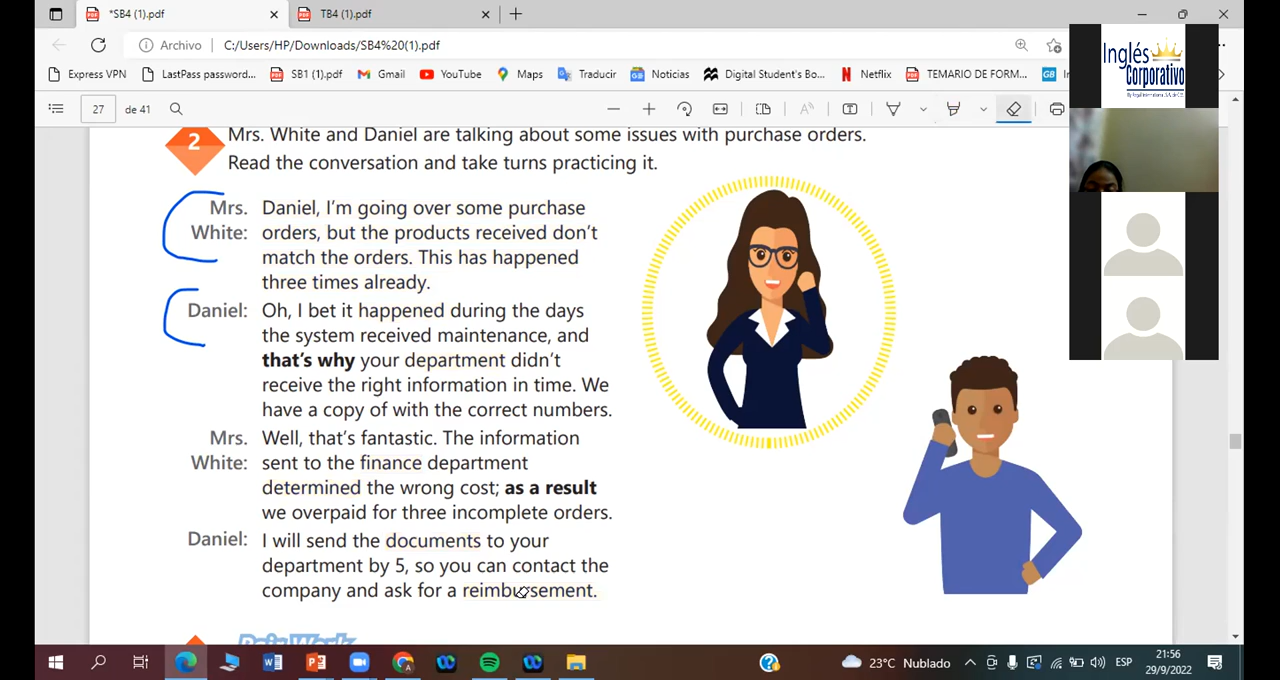 *SB4 (1).pdf
TB4 (1).pdf
Archivo
C:/Users/HP/Downloads/SB4%20(1).pdf
Express VPN
LastPass password...
SB1 (1).pdf
Gmail
YouTube
Maps
Traducir
Noticias
Digital Student's Bo...
Netflix
TEMARIO DE FORM...
27
de 41
Inglés
Corporativo
2
Mrs. White and Daniel are talking about some issues with purchase orders.
Read the conversation and take turns practicing it.
Mrs. Daniel, I'm going over some purchase
White: orders, but the products received don't
match the orders. This has happened
three times already.
Daniel: Oh, I bet it happened during the days
the system received maintenance, and
that's why your department didn't
receive the right information in time. We
have a copy of with the correct numbers.
Mrs. Well, that's fantastic. The information
White: sent to the finance department
determined the wrong cost; as a result
we overpaid for three incomplete orders.
Daniel: I will send the documents to your
department by 5, so you can contact the
company and ask for a reimbursement.
Pair Work
23°C Nublado
ESP
21:56
29/9/2022